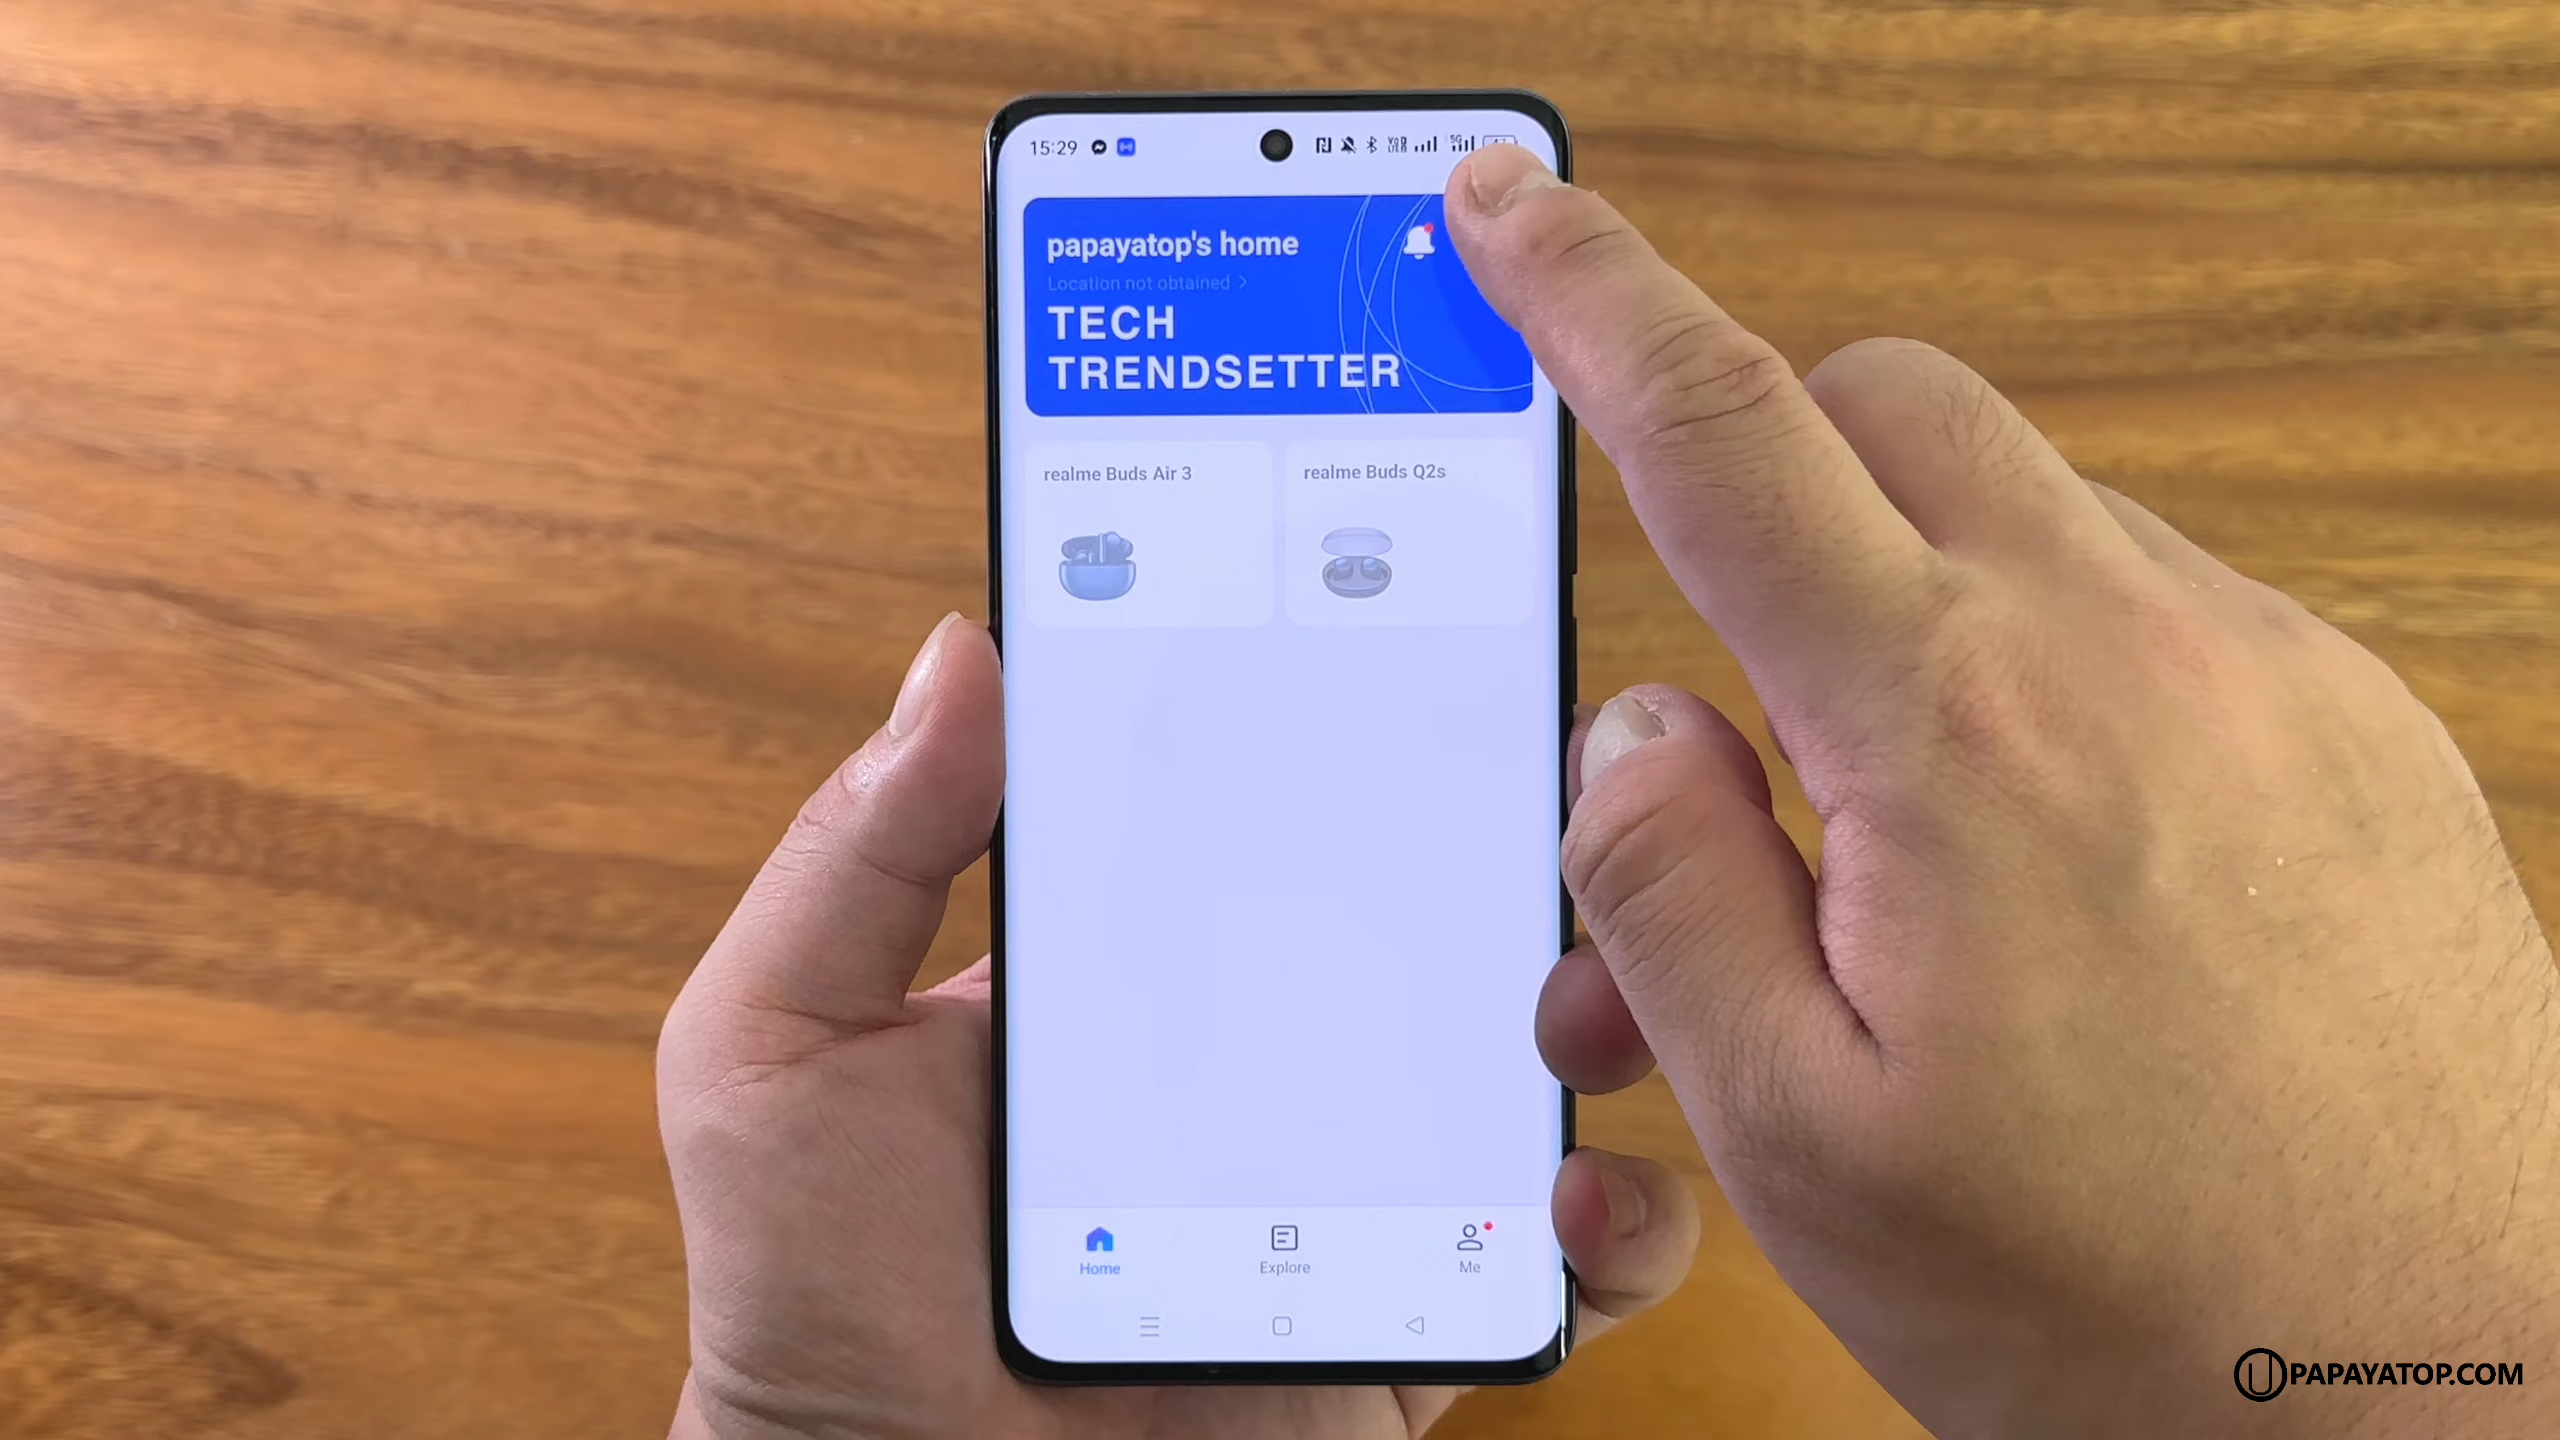 15:29
5G
papayatop's home
Location not obtained >
TECH
TRENDSETTER
realme Buds Air 3
realme Buds Q2s
Home
Explore
Me
PAPAYATOP.COM